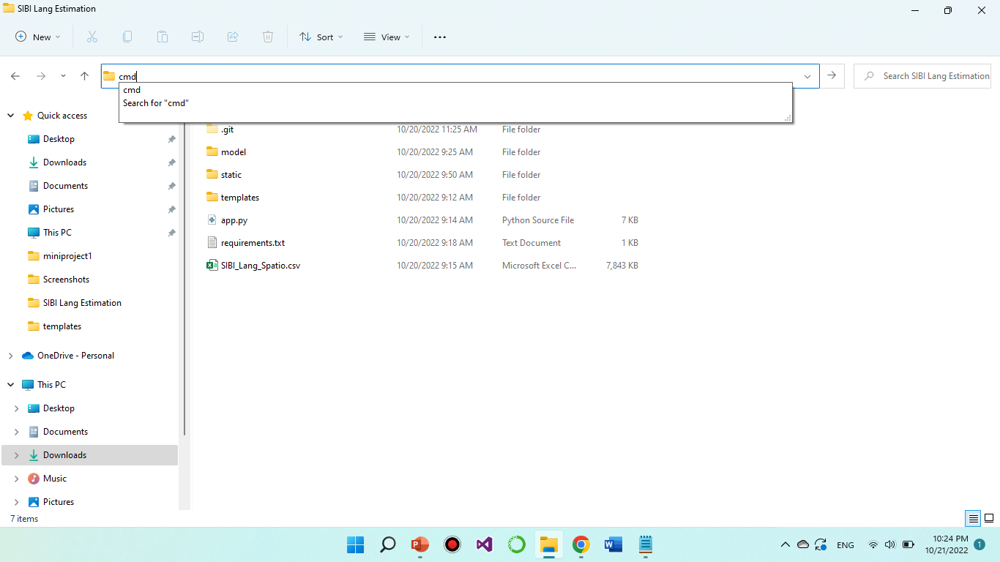 SIBI Lang Estimation
New
Sort
View
cmd
Search SIBI Lang Estimation
cmd
Search for "cmd"
Quick access
Desktop
Downloads
Documents
Pictures
This PC
miniproject1
Screenshots
SIBI Lang Estimation
templates
OneDrive - Personal
This PC
Desktop
Documents
Downloads
Music
Pictures
.git 10/20/2022 11:25 AM File folder
model 10/20/2022 9:25 AM File folder
static 10/20/2022 9:50 AM File folder
templates 10/20/2022 9:12 AM File folder
app.py 10/20/2022 9:14 AM Python Source File 7 KB
requirements.txt 10/20/2022 9:18 AM Text Document 1 KB
SIBI_Lang_Spatio.csv 10/20/2022 9:15 AM Microsoft Excel C... 7,843 KB
7 items
ENG
10:24 PM
10/21/2022
1